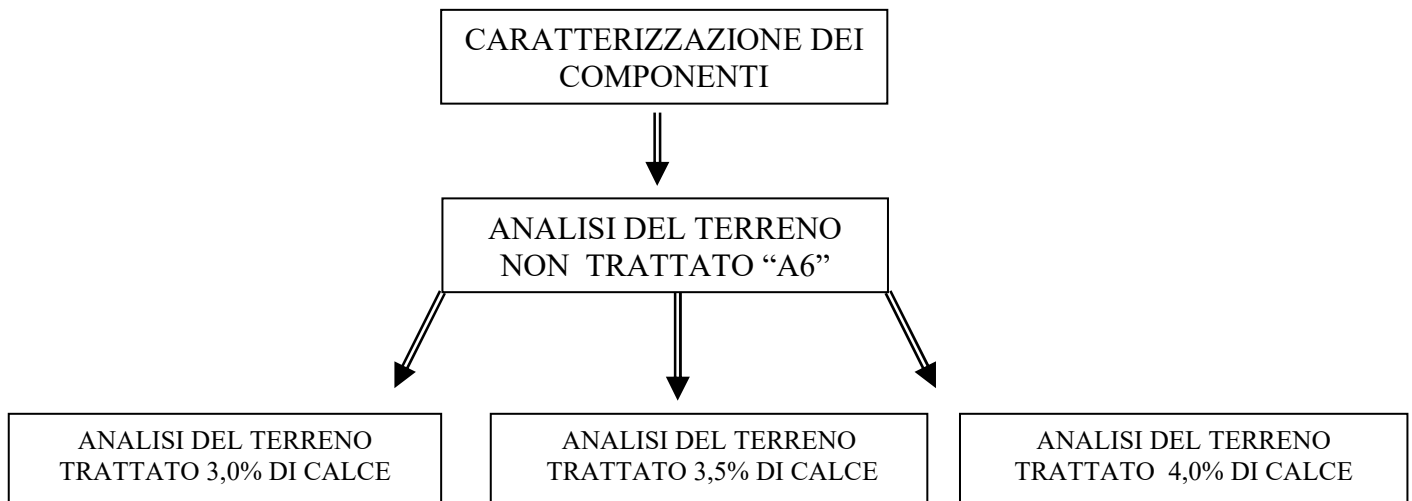 CARATTERIZZAZIONE DEI
COMPONENTI
ANALISI DEL TERRENO
NON TRATTATO “A6”
ANALISI DEL TERRENO
TRATTATO 3,0% DI CALCE
ANALISI DEL TERRENO
TRATTATO 3,5% DI CALCE
ANALISI DEL TERRENO
TRATTATO 4,0% DI CALCE